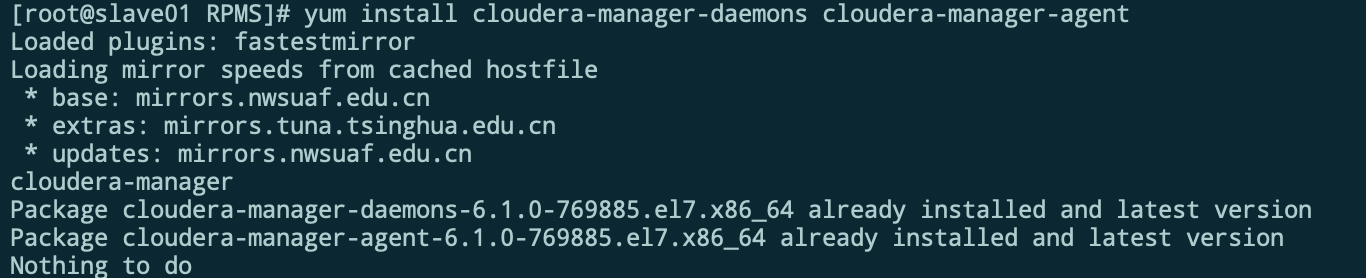 [root@slave01 RPMS]# yum install cloudera-manager-daemons cloudera-manager-agent
Loaded plugins: fastestmirror
Loading mirror speeds from cached hostfile
 * base: mirrors.nwsuaf.edu.cn
 * extras: mirrors.tuna.tsinghua.edu.cn
 * updates: mirrors.nwsuaf.edu.cn
cloudera-manager
Package cloudera-manager-daemons-6.1.0-769885.el7.x86_64 already installed and latest version
Package cloudera-manager-agent-6.1.0-769885.el7.x86_64 already installed and latest version
Nothing to do